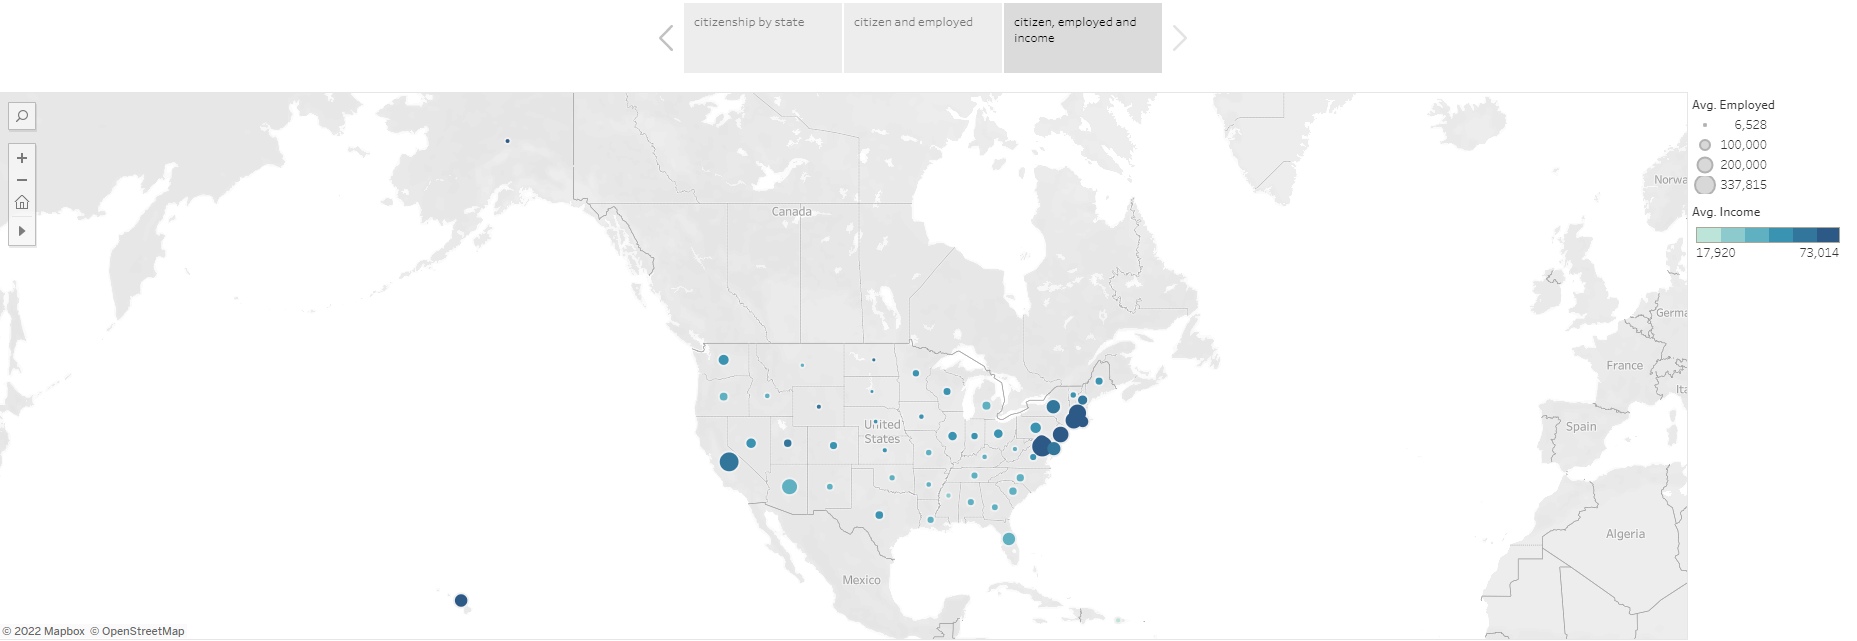 citizenship by state
citizen and employed
citizen, employed and
income
Avg. Employed
6,528
100,000
200,000
337,815
Avg. Income
17,920 73,014
Norwa
Canada
Germa
France
Ita
United
States
Spain
Algeria
Mexico
© 2022 Mapbox © OpenStreetMap